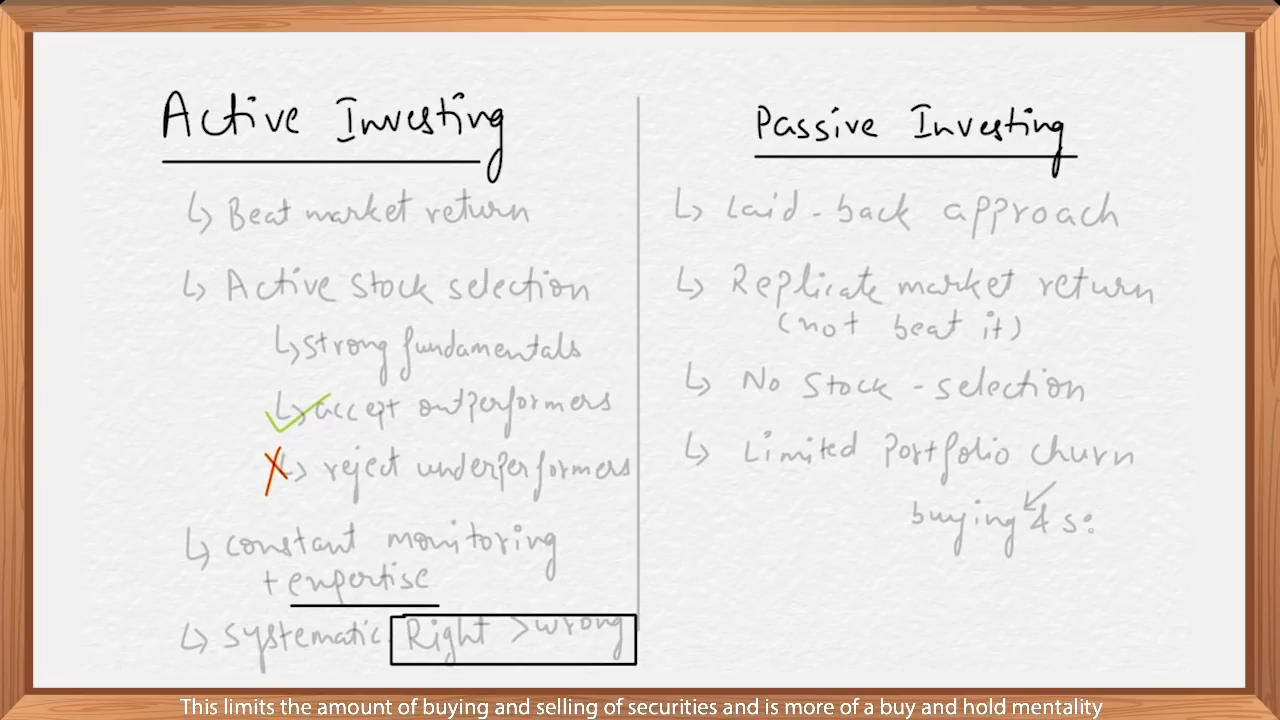 Active Investing
↳ Beat market return
↳ Active stock selection
↳ strong fundamentals
↳ accept outperformers
↳ reject underperformers
↳ constant monitoring
+ expertise
↳ systematic. Right > wrong
Passive Investing
↳ Laid-back approach
↳ Replicate market return
(not beat it)
↳ No stock-selection
↳ Limited portfolio churn
buying &
This limits the amount of buying and selling of securities and is more of a buy and hold mentality